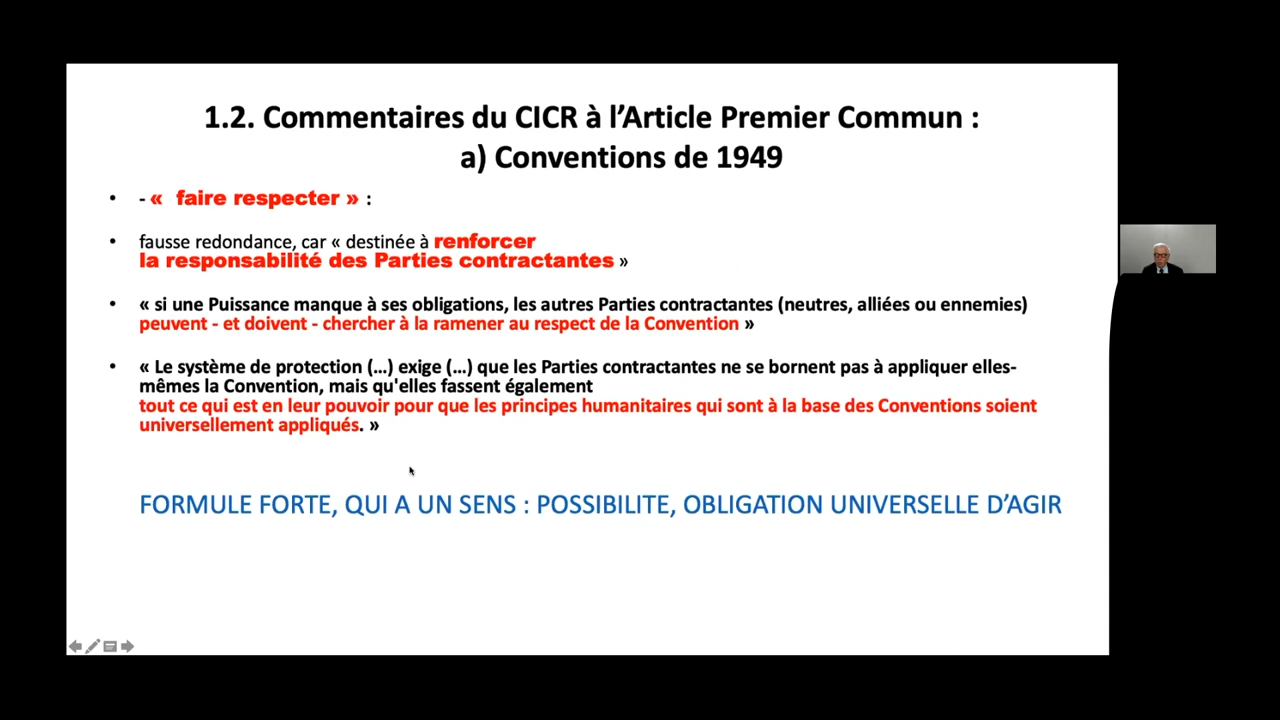 1.2. Commentaires du CICR à l’Article Premier Commun :
a) Conventions de 1949
• - « faire respecter » :
• fausse redondance, car « destinée à renforcer
la responsabilité des Parties contractantes »
• « si une Puissance manque à ses obligations, les autres Parties contractantes (neutres, alliées ou ennemies)
peuvent - et doivent - chercher à la ramener au respect de la Convention »
• « Le système de protection (...) exige (...) que les Parties contractantes ne se bornent pas à appliquer elles-
mêmes la Convention, mais qu'elles fassent également
tout ce qui est en leur pouvoir pour que les principes humanitaires qui sont à la base des Conventions soient
universellement appliqués. »
FORMULE FORTE, QUI A UN SENS : POSSIBILITE, OBLIGATION UNIVERSELLE D’AGIR